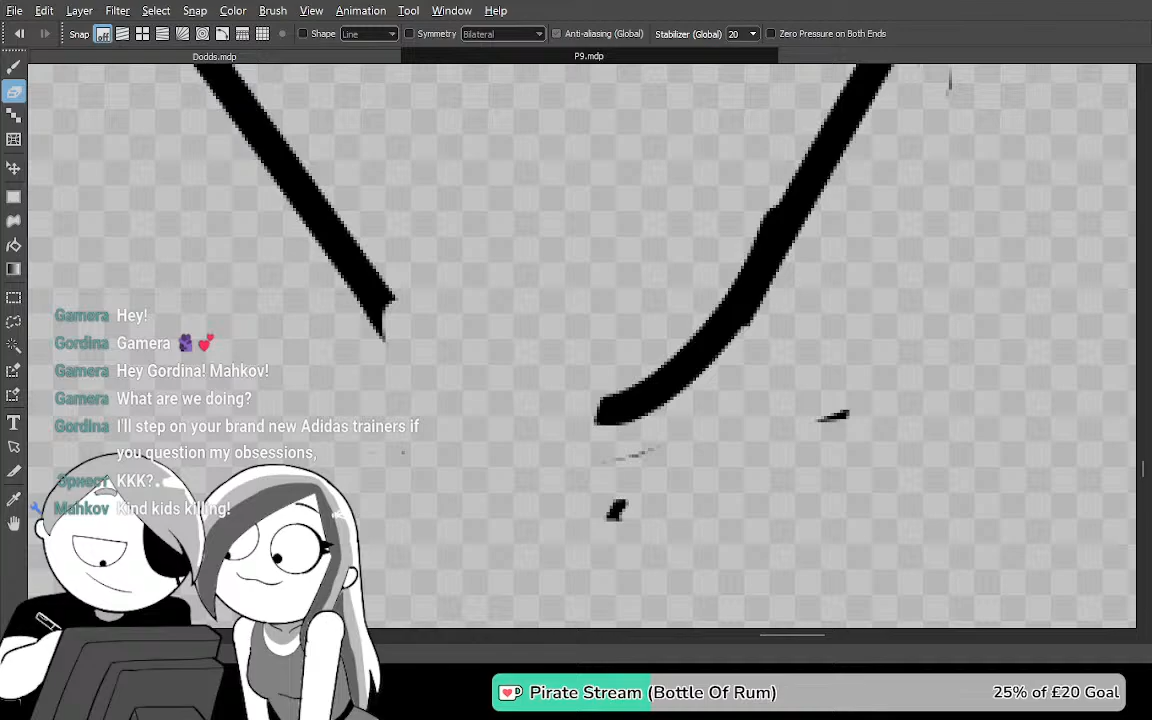 File Edit Layer Filter Select Snap Color Brush View Animation Tool Window Help
Snap off Shape Line Symmetry Bilateral Anti-aliasing (Global) Stabilizer (Global) 20 Zero Pressure on Both Ends
Dodds.mdp P9.mdp
Gamera Hey!
Gordina Gamera
Gamera Hey Gordina! Mahkov!
Gamera What are we doing?
Gordina I'll step on your brand new Adidas trainers if
you question my obsessions,
Эрнест KKK?.
Mahkov Kind kids killing!
Pirate Stream (Bottle Of Rum) 25% of £20 Goal